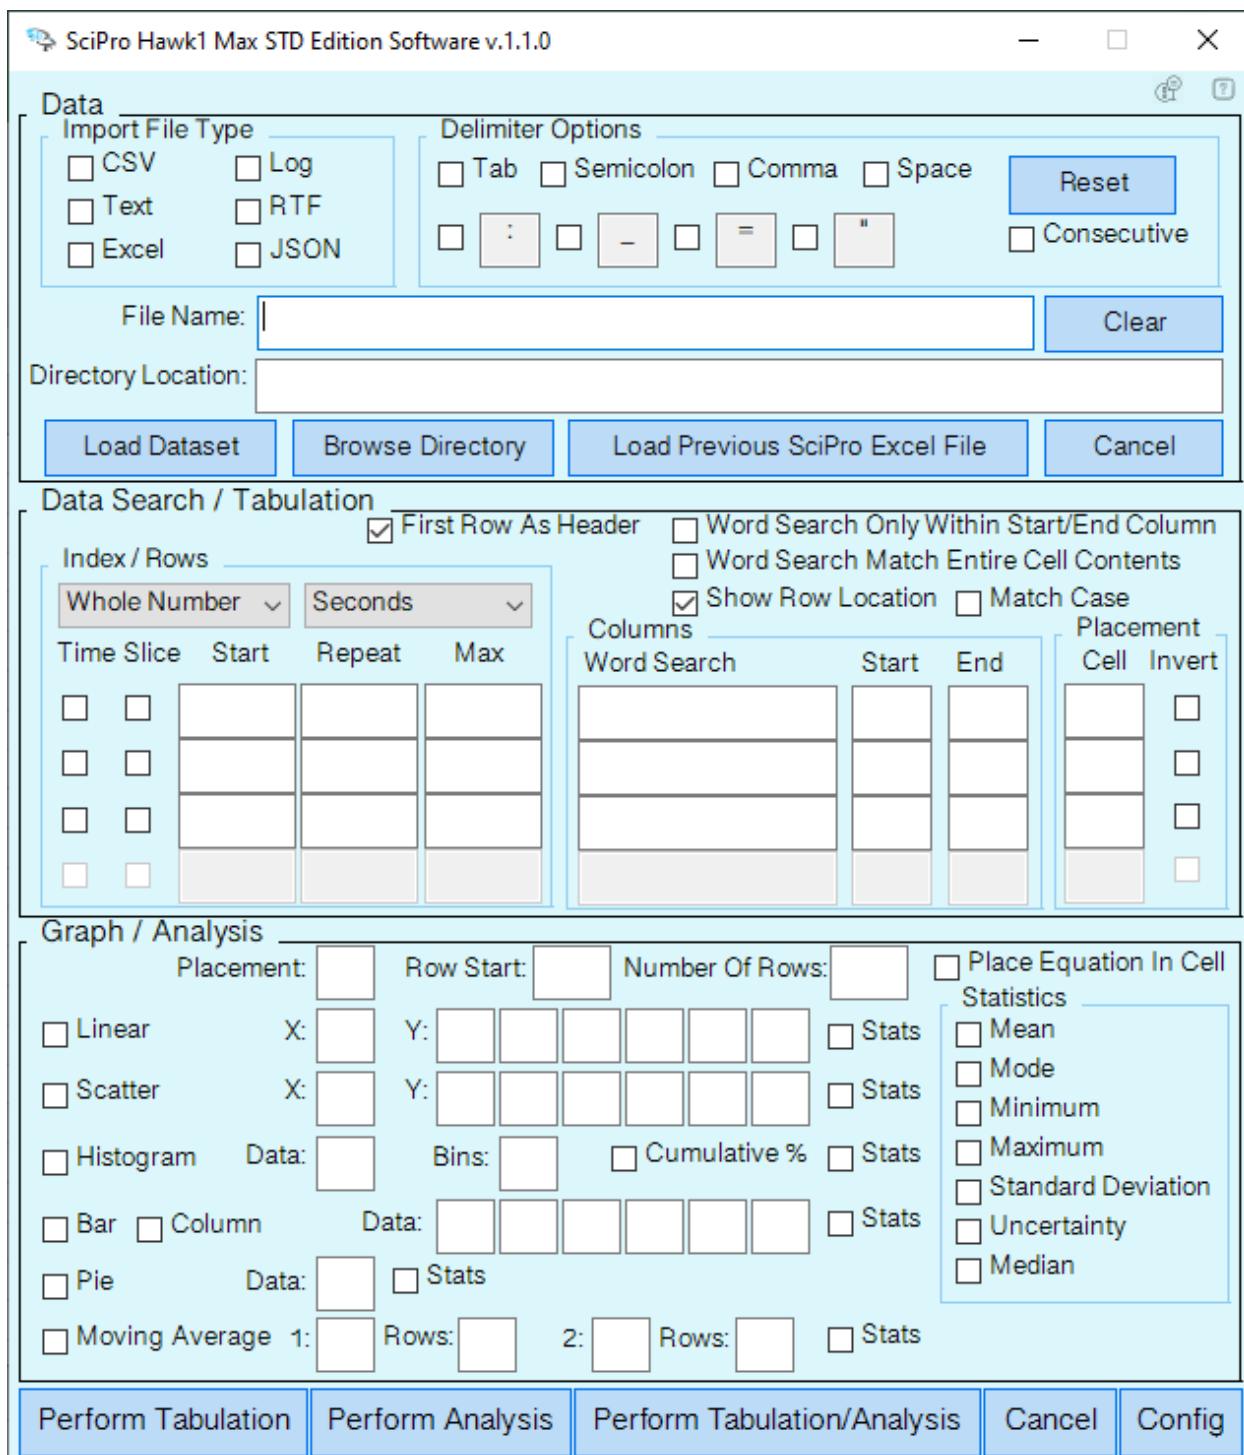 SciPro Hawk1 Max STD Edition Software v.1.1.0
Data
Import File Type
Delimiter Options
CSV Log
Tab Semicolon Comma Space
Reset
Text RTF
: _ = "
Consecutive
Excel JSON
File Name:
Clear
Directory Location:
Load Dataset Browse Directory Load Previous SciPro Excel File Cancel
Data Search / Tabulation
First Row As Header Word Search Only Within Start/End Column
Index / Rows
Word Search Match Entire Cell Contents
Whole Number Seconds
Show Row Location Match Case
Columns
Placement
Time Slice Start Repeat Max
Word Search Start End
Cell Invert
Graph / Analysis
Placement: Row Start: Number Of Rows: Place Equation In Cell
Statistics
Linear X: Y: Stats
Mean
Mode
Scatter X: Y: Stats
Minimum
Maximum
Histogram Data: Bins: Cumulative % Stats
Standard Deviation
Bar Column Data: Stats
Uncertainty
Median
Pie Data: Stats
Moving Average 1: Rows: 2: Rows: Stats
Perform Tabulation Perform Analysis Perform Tabulation/Analysis Cancel Config